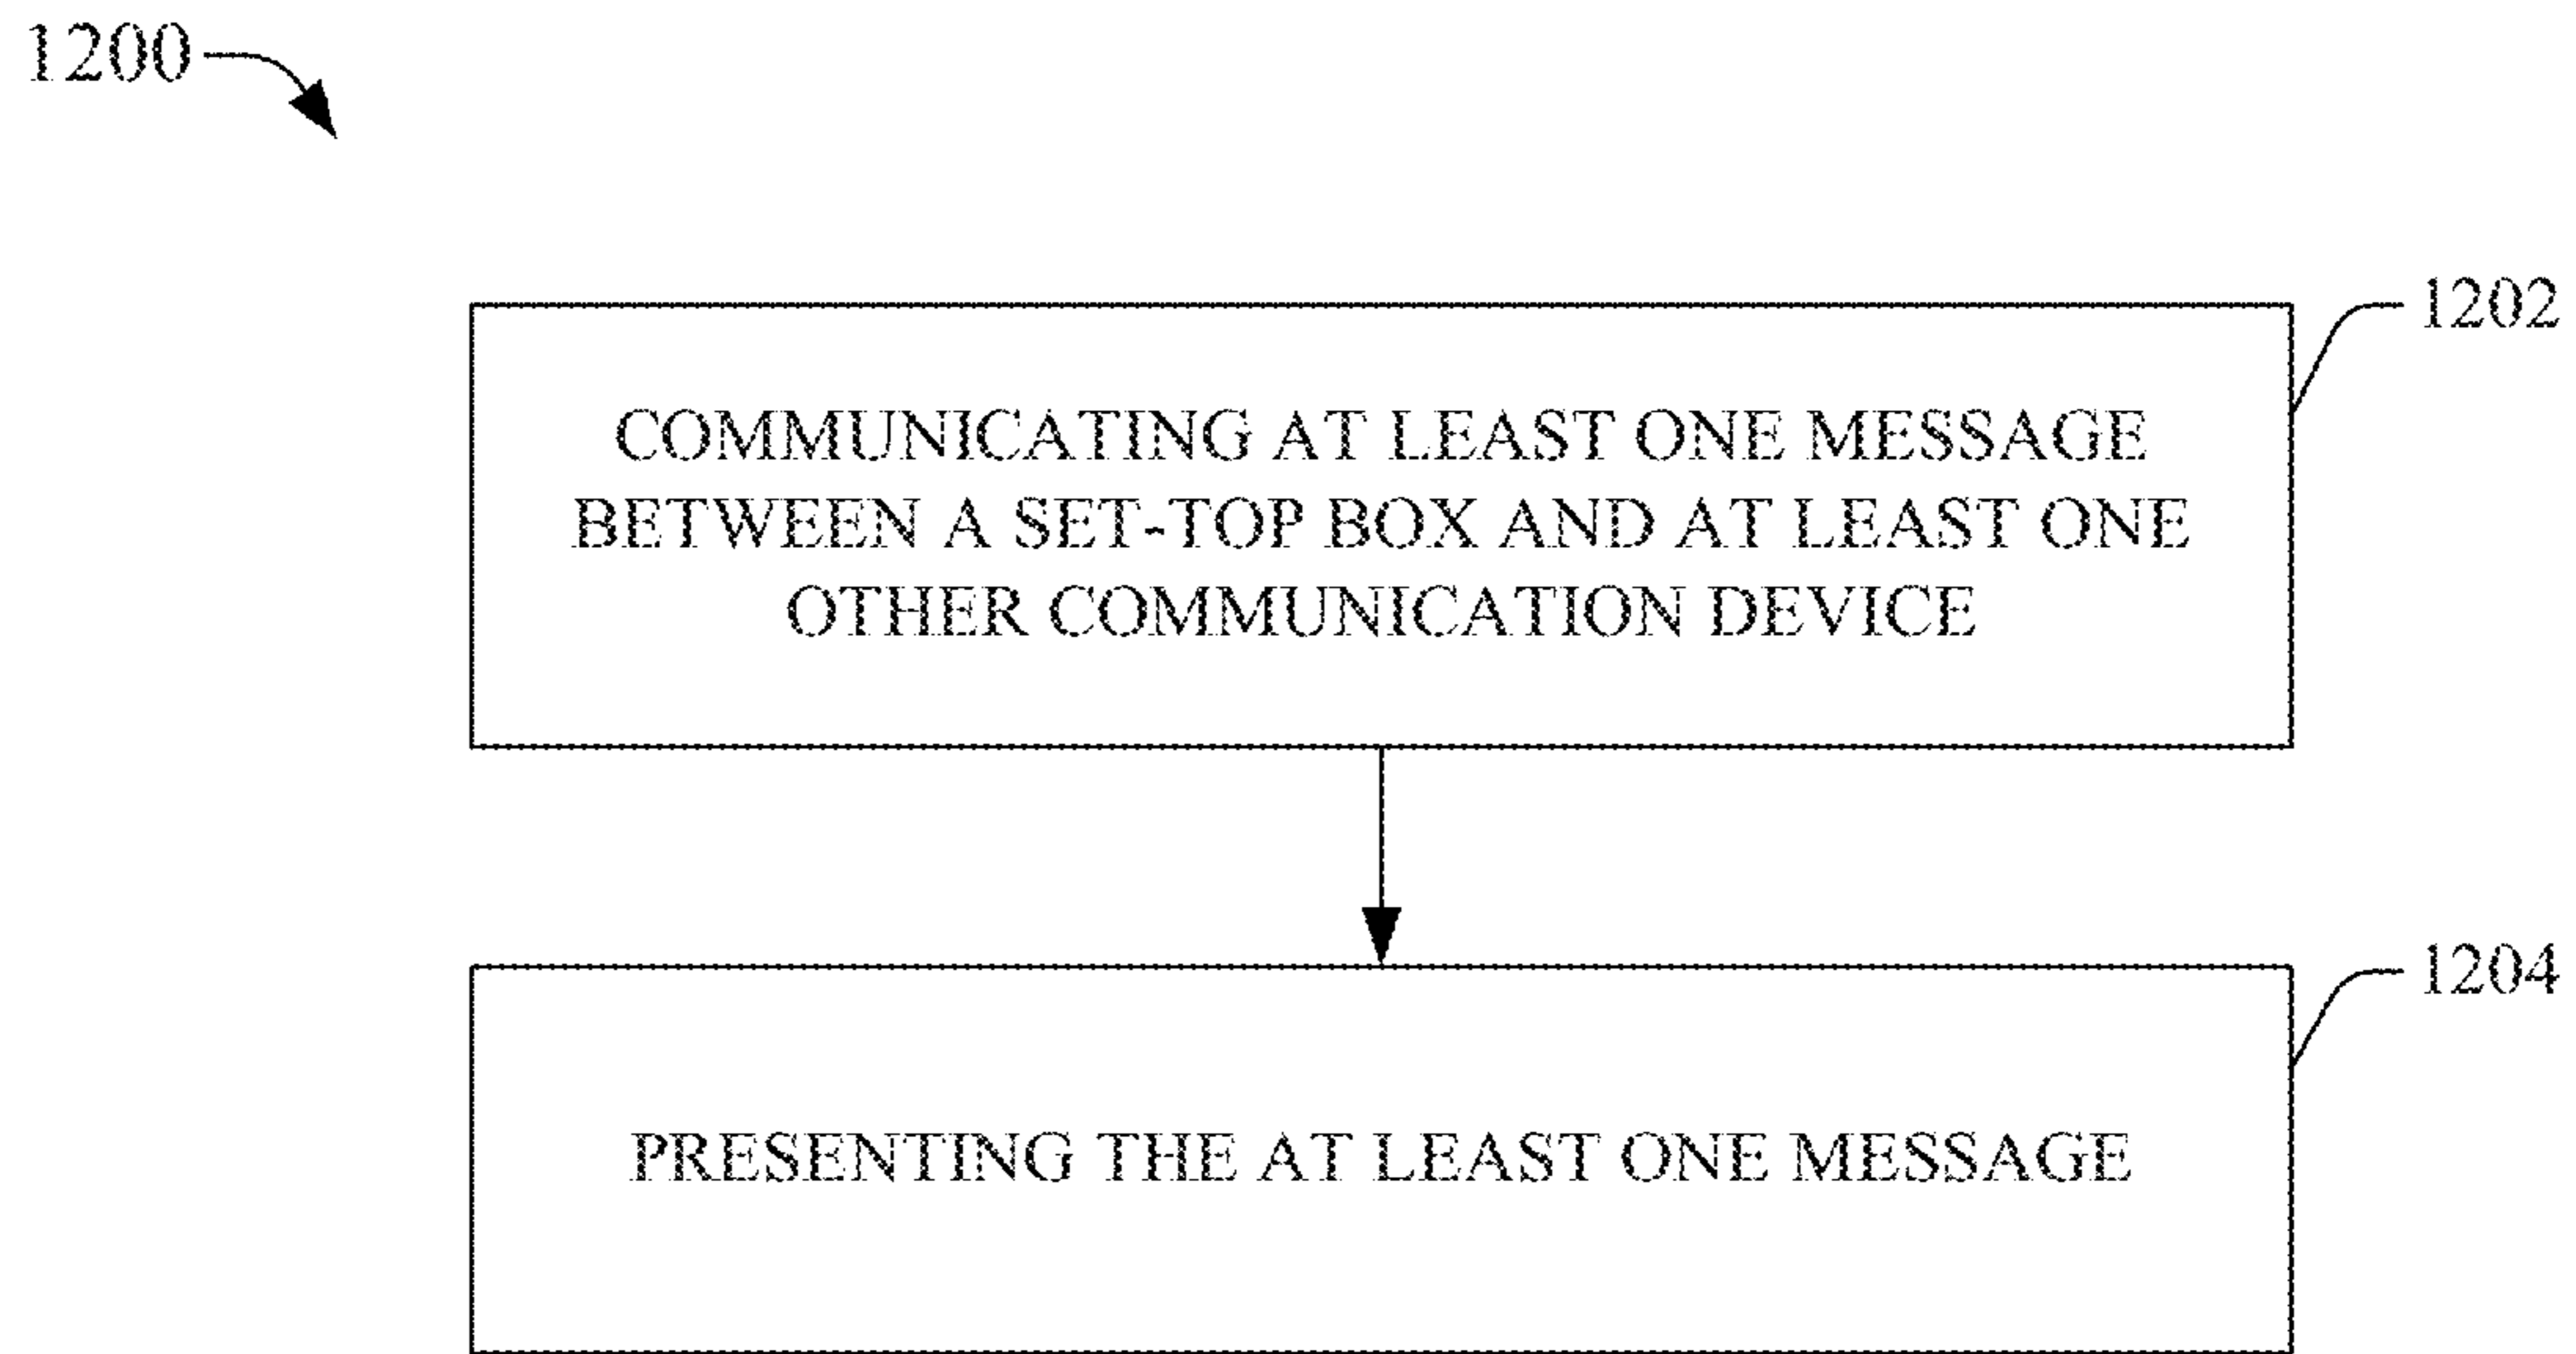 1200
1202
COMMUNICATING AT LEAST ONE MESSAGE
BETWEEN A SET-TOP BOX AND AT LEAST ONE
OTHER COMMUNICATION DEVICE
1204
PRESENTING THE AT LEAST ONE MESSAGE